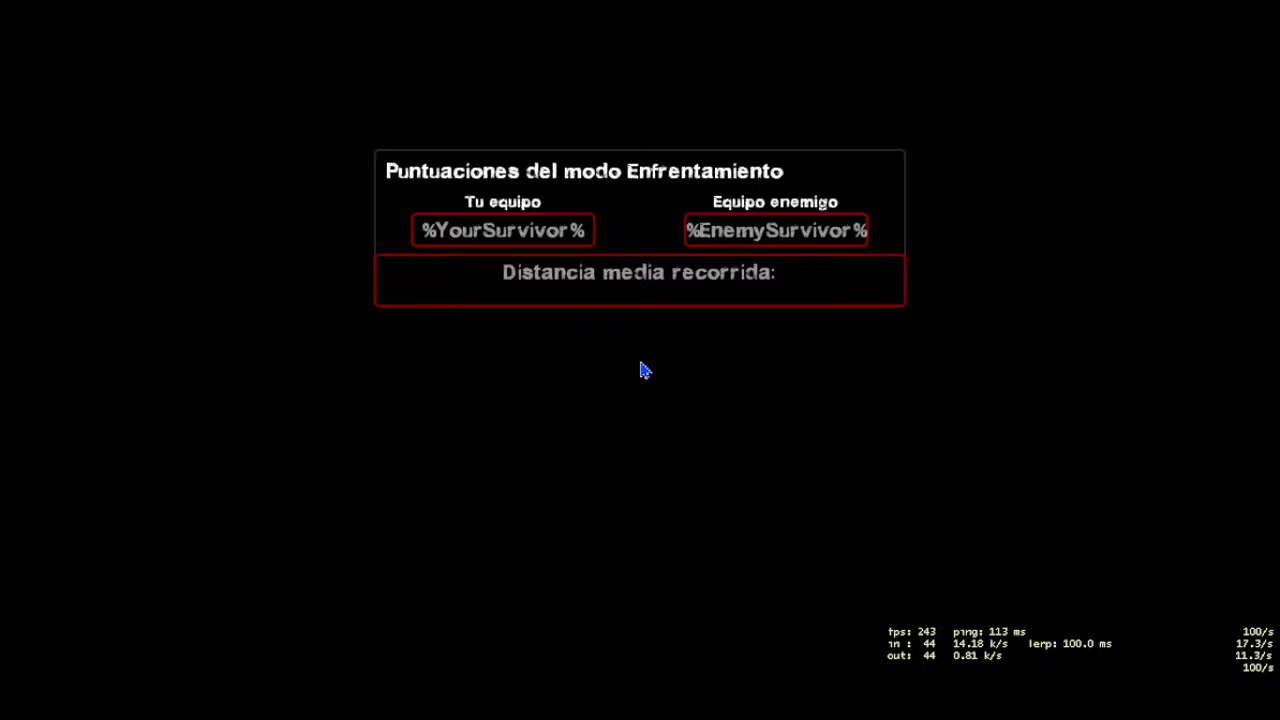 Puntuaciones del modo Enfrentamiento
Tu equipo Equipo enemigo
%YourSurvivor% %EnemySurvivor%
Distancia media recorrida:
fps: 243 ping: 113 ms 100/s
in : 44 14.18 k/s lerp: 100.0 ms 17.3/s
out: 44 0.81 k/s 11.3/s
100/s